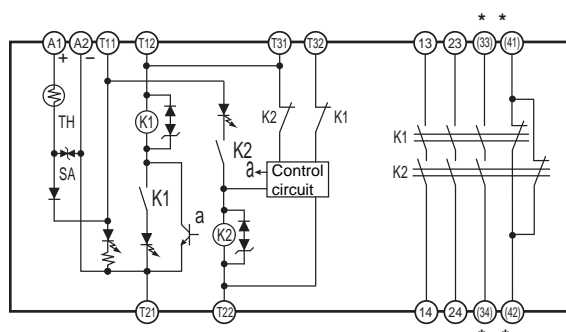 * *
A1 A2 T11 T12 T31 T32 13 23 (33) (41)
+ −
K1 K2 K1
TH
K2 a Control circuit
K1
SA
K1
K2
a
K2
T21 T22 14 24 (34) (42)
* *